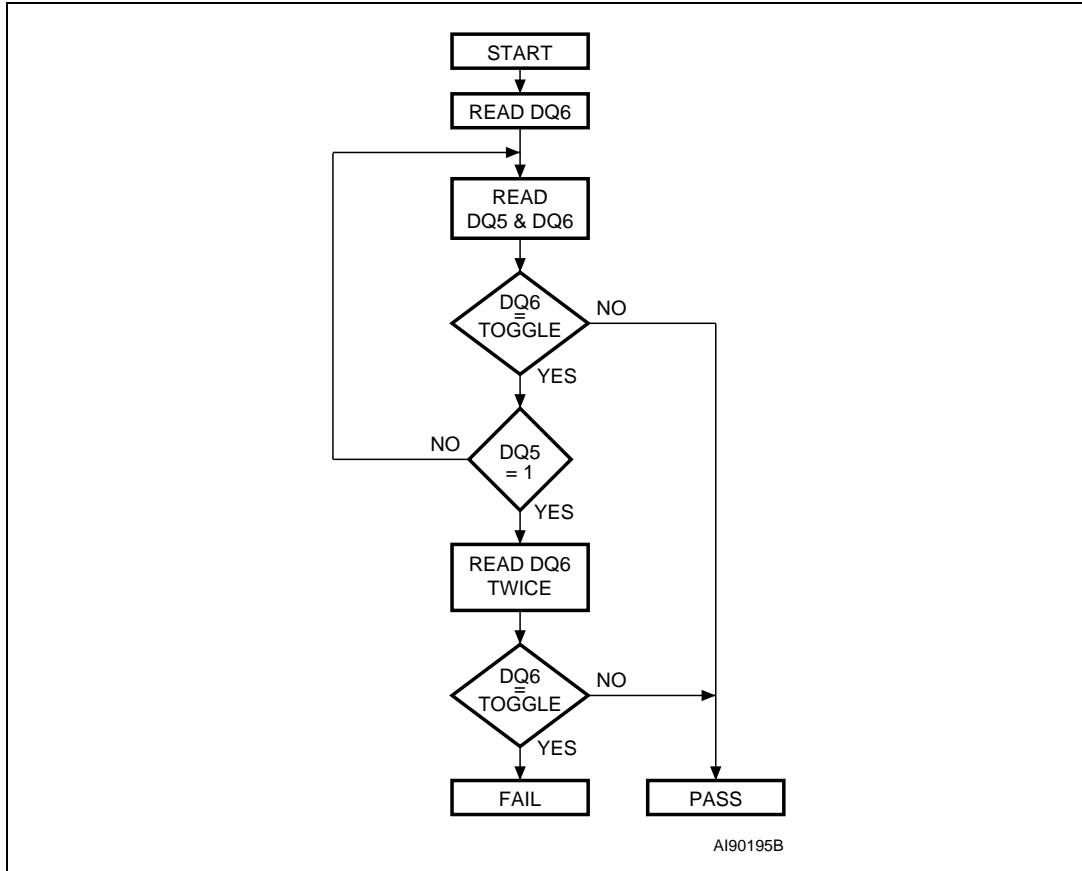 START
READ DQ6
READ
DQ5 & DQ6
DQ6
=
TOGGLE
NO
YES
NO
DQ5
= 1
YES
READ DQ6
TWICE
DQ6
=
TOGGLE
NO
YES
FAIL
PASS
AI90195B